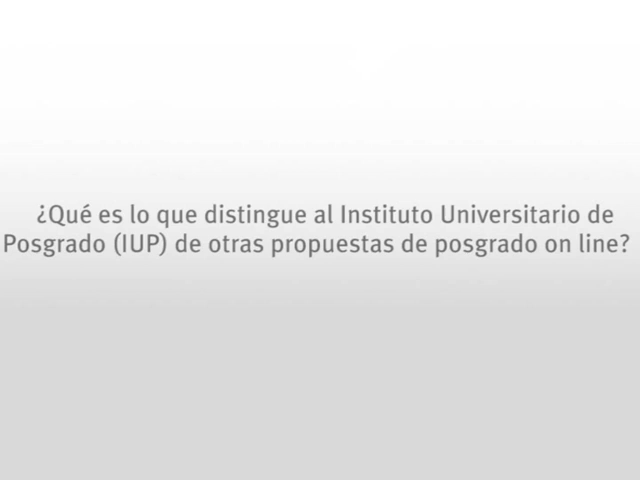 ¿Qué es lo que distingue al Instituto Universitario de
Posgrado (IUP) de otras propuestas de posgrado on line?